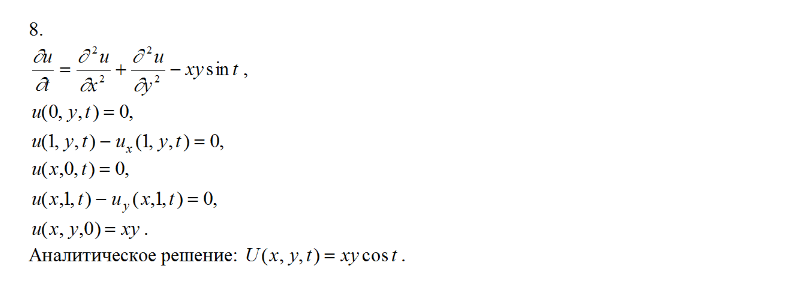 8.
∂u/∂t = ∂²u/∂x² + ∂²u/∂y² − xy sin t ,
u(0, y,t) = 0,
u(1, y,t) − uₓ(1, y,t) = 0,
u(x,0,t) = 0,
u(x,1,t) − u_y(x,1,t) = 0,
u(x, y,0) = xy .
Аналитическое решение: U(x, y,t) = xy cos t .